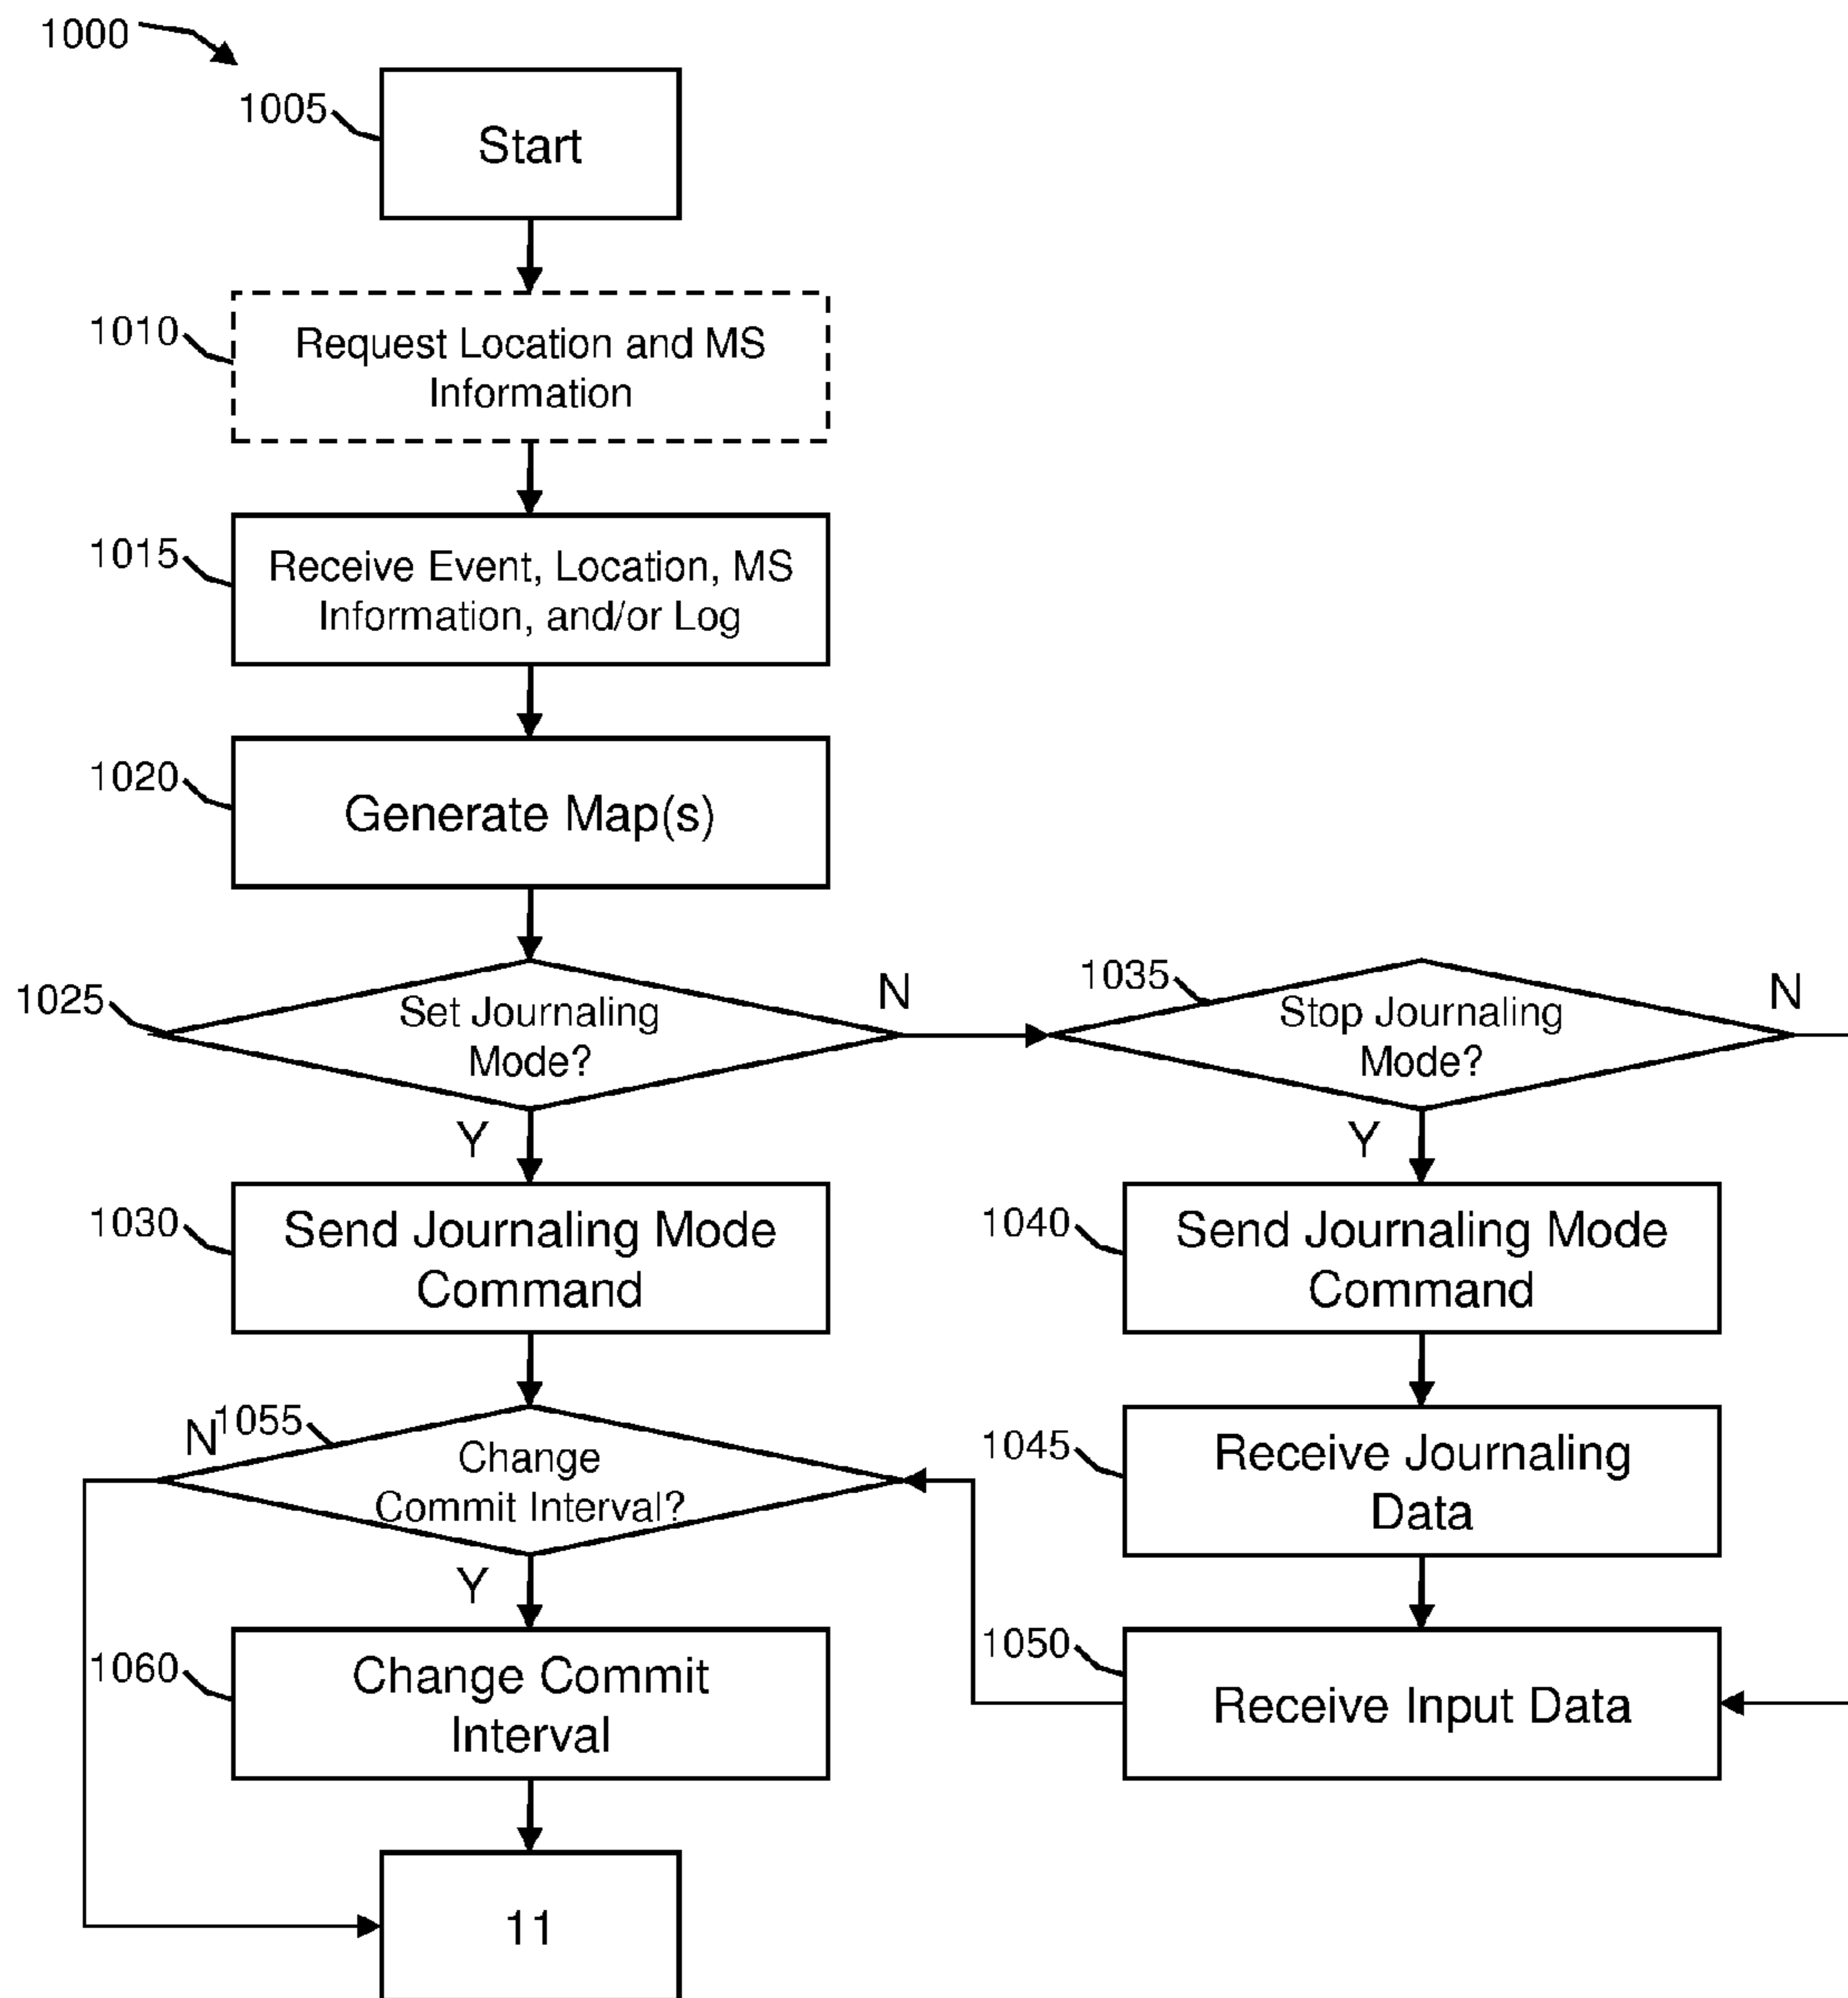 1000
1005
Start
1010
Request Location and MS
Information
1015
Receive Event, Location, MS
Information, and/or Log
1020
Generate Map(s)
1025
Set Journaling
Mode?
N
1035
Stop Journaling
Mode?
N
Y
Y
1030
Send Journaling Mode
Command
1040
Send Journaling Mode
Command
N
1055
Change
Commit Interval?
1045
Receive Journaling
Data
Y
1060
Change Commit
Interval
1050
Receive Input Data
11